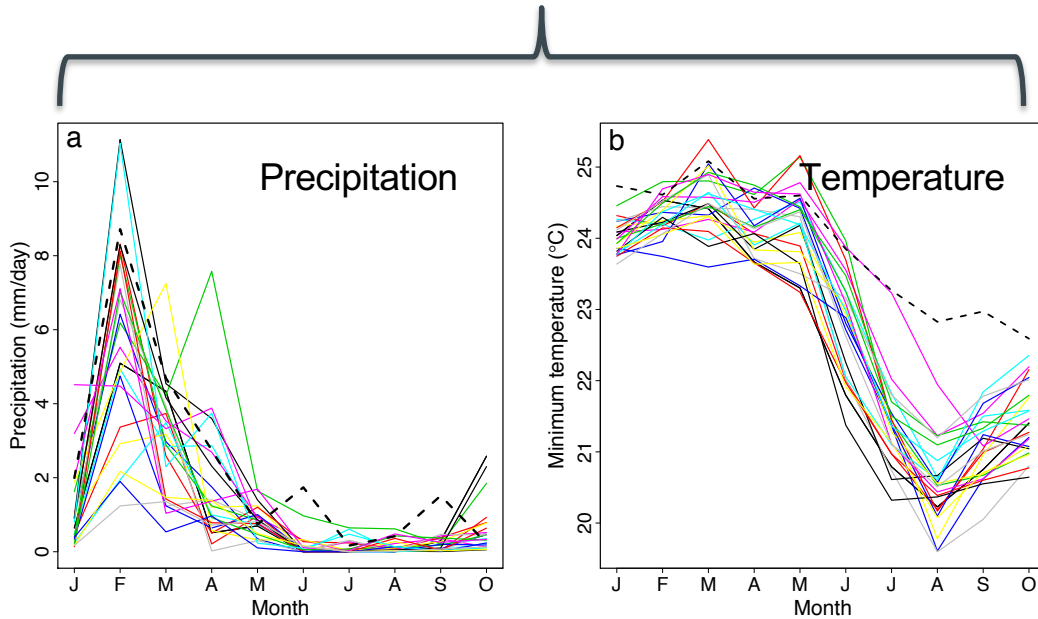 a
Precipitation
Precipitation (mm/day)
10
8
6
4
2
0
J F M A M J J A S O
Month
b
Temperature
Minimum temperature (°C)
25
24
23
22
21
20
J F M A M J J A S O
Month